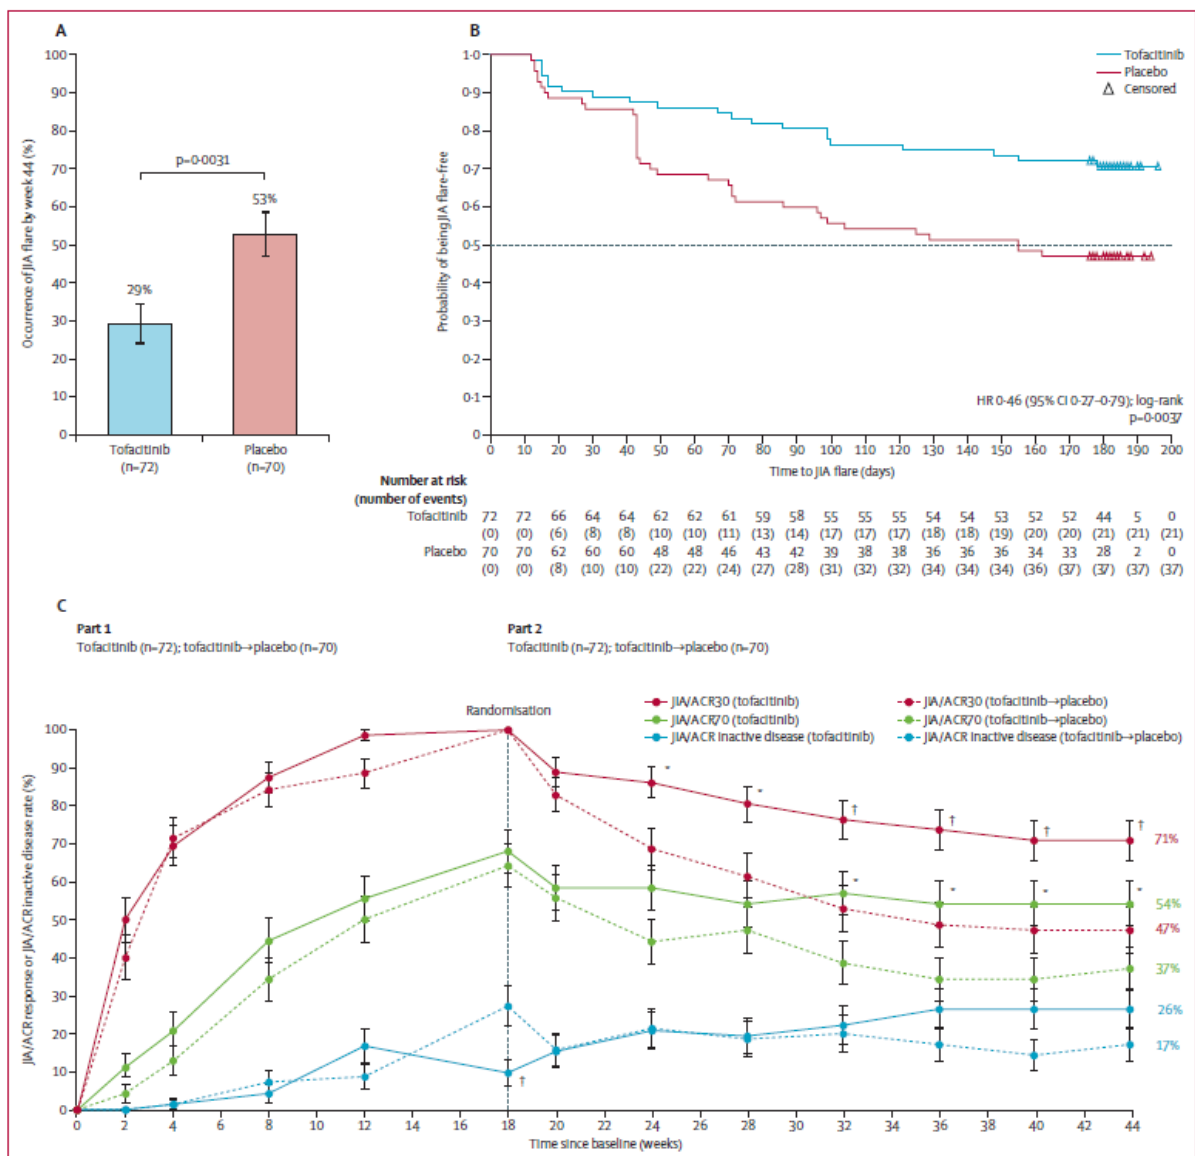 A
100
90
80
70
60
50
40
30
20
10
0
Occurrence of JIA flare by week 44 (%)
p=0·0031
29%
53%
Tofacitinib
(n=72)
Placebo
(n=70)
B
1·0
0·9
0·8
0·7
0·6
0·5
0·4
0·3
0·2
0·1
0
Probability of being JIA flare-free
Tofacitinib
Placebo
Censored
HR 0·46 (95% CI 0·27–0·79); log-rank
p=0·0037
0 10 20 30 40 50 60 70 80 90 100 110 120 130 140 150 160 170 180 190 200
Time to JIA flare (days)
Number at risk
(number of events)
Tofacitinib 72 72 66 64 64 62 62 61 59 58 55 55 55 54 54 53 52 52 44 5 0
(0) (0) (6) (8) (8) (10) (10) (11) (13) (14) (17) (17) (17) (18) (18) (19) (20) (20) (21) (21) (21)
Placebo 70 70 62 60 60 48 48 46 43 42 39 38 38 36 36 36 34 33 28 2 0
(0) (0) (8) (10) (10) (22) (22) (24) (27) (28) (31) (32) (32) (34) (34) (34) (36) (37) (37) (37) (37)
C
Part 1
Tofacitinib (n=72); tofacitinib→placebo (n=70)
Part 2
Tofacitinib (n=72); tofacitinib→placebo (n=70)
Randomisation
JIA/ACR30 (tofacitinib)
JIA/ACR70 (tofacitinib)
JIA/ACR inactive disease (tofacitinib)
JIA/ACR30 (tofacitinib→placebo)
JIA/ACR70 (tofacitinib→placebo)
JIA/ACR inactive disease (tofacitinib→placebo)
100
90
80
70
60
50
40
30
20
10
0
JIA/ACR response or JIA/ACR inactive disease rate (%)
* * † † † †
* * * *
†
71%
54%
47%
37%
26%
17%
0 2 4 6 8 10 12 14 16 18 20 22 24 26 28 30 32 34 36 38 40 42 44
Time since baseline (weeks)